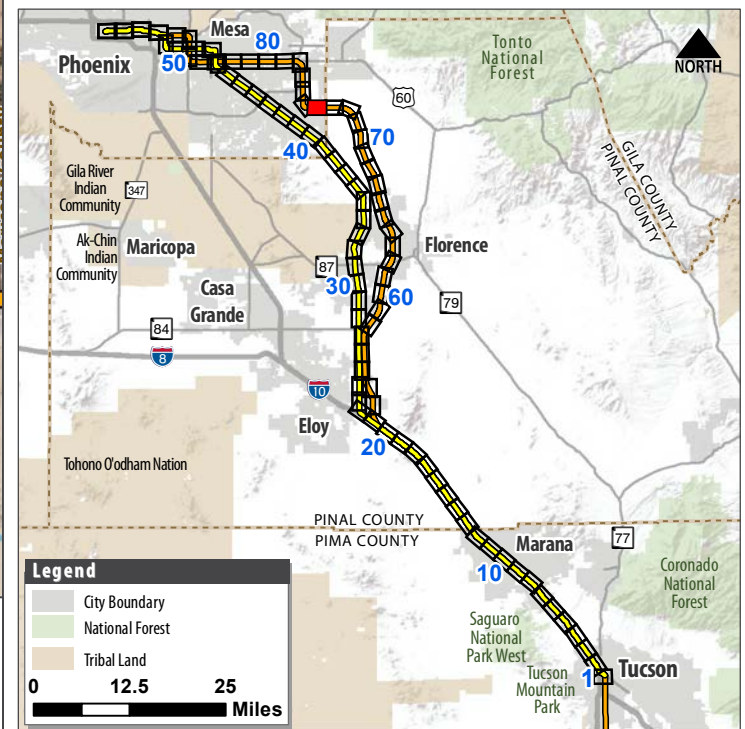 Mesa
80
Phoenix
50
Tonto
National
Forest
NORTH
60
70
40
GILA COUNTY
PINAL COUNTY
Gila River
Indian
Community
347
Ak-Chin
Indian
Community
Maricopa
Florence
87
30
Casa
Grande
60
79
84
8
10
Eloy
20
Tohono O'odham Nation
PINAL COUNTY
PIMA COUNTY
Marana
77
10
Coronado
National
Forest
Saguaro
National
Park West
Tucson
Mountain
Park
1
Tucson
Legend
City Boundary
National Forest
Tribal Land
0 12.5 25
Miles